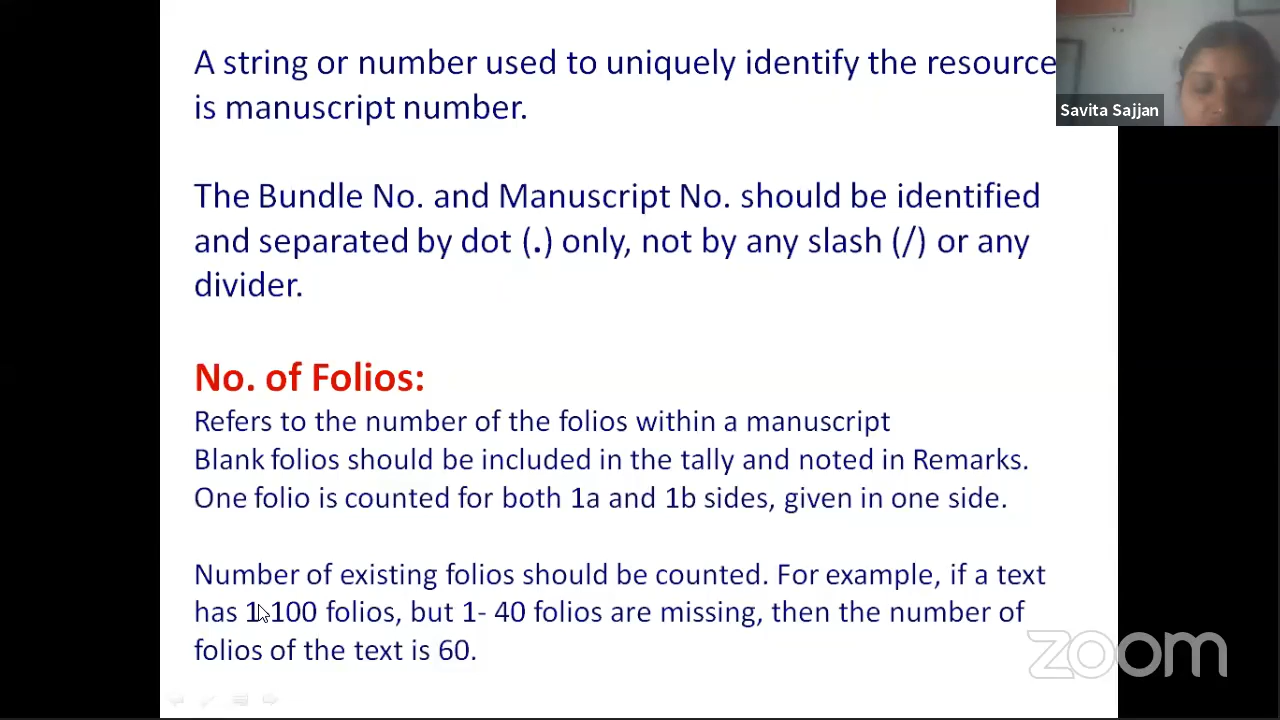 A string or number used to uniquely identify the resource
is manuscript number.
Savita Sajjan
The Bundle No. and Manuscript No. should be identified
and separated by dot (.) only, not by any slash (/) or any
divider.
No. of Folios:
Refers to the number of the folios within a manuscript
Blank folios should be included in the tally and noted in Remarks.
One folio is counted for both 1a and 1b sides, given in one side.
Number of existing folios should be counted. For example, if a text
has 1-100 folios, but 1- 40 folios are missing, then the number of
folios of the text is 60.
zoom